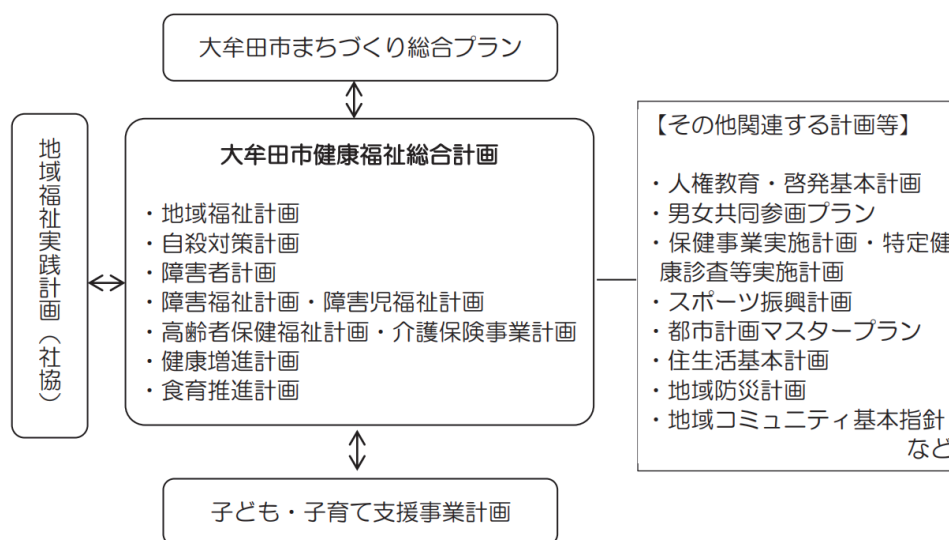 大牟田市まちづくり総合プラン
地域福祉実践計画（社協）
大牟田市健康福祉総合計画
・地域福祉計画
・自殺対策計画
・障害者計画
・障害福祉計画・障害児福祉計画
・高齢者保健福祉計画・介護保険事業計画
・健康増進計画
・食育推進計画
【その他関連する計画等】
・人権教育・啓発基本計画
・男女共同参画プラン
・保健事業実施計画・特定健
康診査等実施計画
・スポーツ振興計画
・都市計画マスタープラン
・住生活基本計画
・地域防災計画
・地域コミュニティ基本指針
など
子ども・子育て支援事業計画